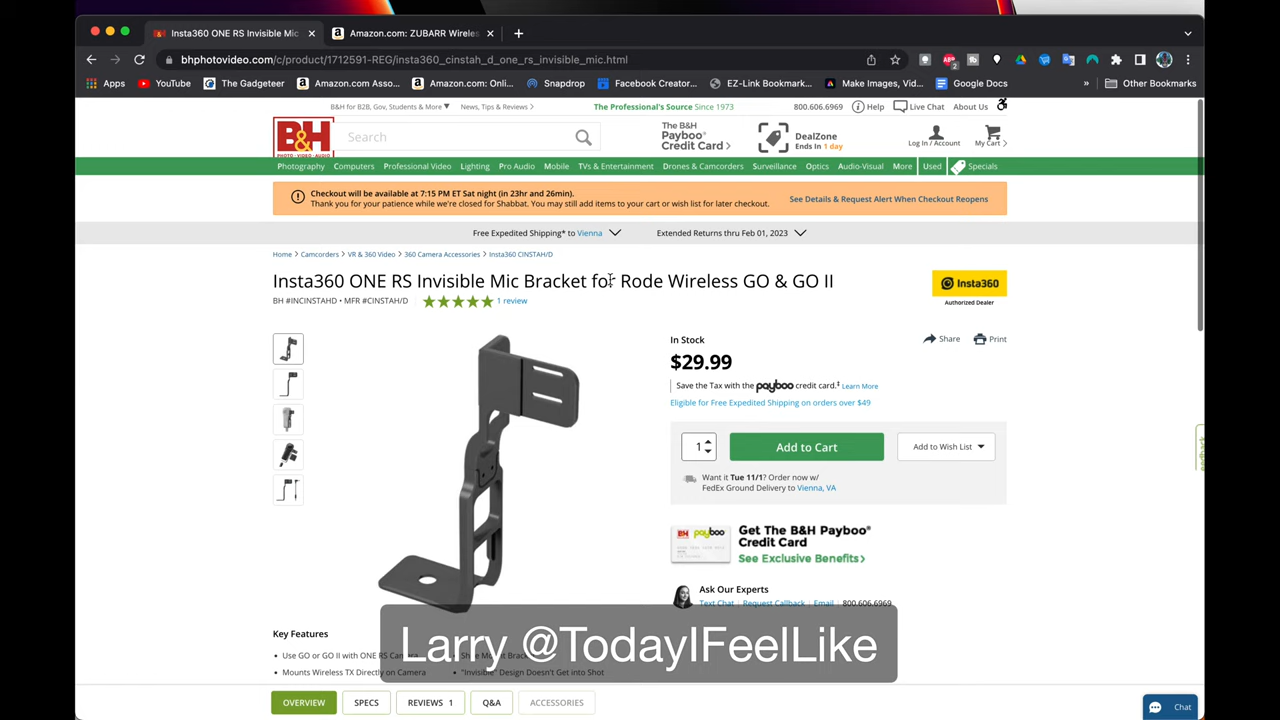 Insta360 ONE RS Invisible Mic
Amazon.com: ZUBARR Wireles
bhphotovideo.com/c/product/1712591-REG/insta360_cinstah_d_one_rs_invisible_mic.html
Apps
YouTube
The Gadgeteer
Amazon.com Asso...
Amazon.com: Onli...
Snapdrop
Facebook Creator...
EZ-Link Bookmark...
Make Images, Vid...
Google Docs
»
Other Bookmarks
B&H for B2B, Gov, Students & More
News, Tips & Reviews >
The Professional's Source Since 1973
800.606.6969
Help
Live Chat
About Us
B&H
PHOTO · VIDEO · AUDIO
Search
The B&H
Payboo®
Credit Card >
DealZone
Ends In 1 day
Log In / Account
My Cart >
Photography
Computers
Professional Video
Lighting
Pro Audio
Mobile
TVs & Entertainment
Drones & Camcorders
Surveillance
Optics
Audio-Visual
More
Used
Specials
Checkout will be available at 7:15 PM ET Sat night (in 23hr and 26min).
Thank you for your patience while we're closed for Shabbat. You may still add items to your cart or wish list for later checkout.
See Details & Request Alert When Checkout Reopens
Free Expedited Shipping* to Vienna
Extended Returns thru Feb 01, 2023
Home > Camcorders > VR & 360 Video > 360 Camera Accessories > Insta360 CINSTAH/D
Insta360 ONE RS Invisible Mic Bracket for Rode Wireless GO & GO II
BH #INCINSTAHD • MFR #CINSTAH/D
1 review
Insta360
Authorized Dealer
In Stock
Share
Print
$29.99
Save the Tax with the payboo credit card.‡ Learn More
Eligible for Free Expedited Shipping on orders over $49
1
Add to Cart
Add to Wish List
Want it Tue 11/1? Order now w/
FedEx Ground Delivery to Vienna, VA
Get The B&H Payboo®
Credit Card
See Exclusive Benefits >
Ask Our Experts
Text Chat
Request Callback
Email
800.606.6969
feedback
Key Features
Larry @TodayIFeelLike
• Use GO or GO II with ONE RS Camera
• Mounts Wireless TX Directly on Camera
• "Invisible" Design Doesn't Get into Shot
OVERVIEW
SPECS
REVIEWS 1
Q&A
ACCESSORIES
Chat